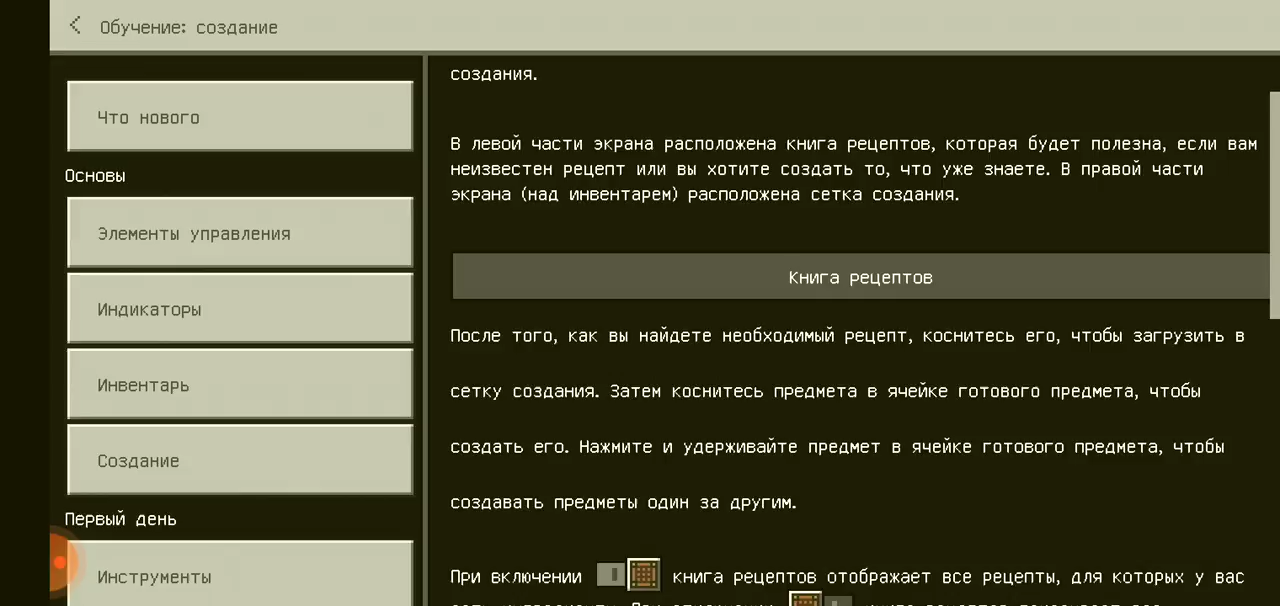 Обучение: создание
Что нового
Основы
Элементы управления
Индикаторы
Инвентарь
Создание
Первый день
Инструменты
создания.
В левой части экрана расположена книга рецептов, которая будет полезна, если вам
неизвестен рецепт или вы хотите создать то, что уже знаете. В правой части
экрана (над инвентарем) расположена сетка создания.
Книга рецептов
После того, как вы найдете необходимый рецепт, коснитесь его, чтобы загрузить в
сетку создания. Затем коснитесь предмета в ячейке готового предмета, чтобы
создать его. Нажмите и удерживайте предмет в ячейке готового предмета, чтобы
создавать предметы один за другим.
При включении книга рецептов отображает все рецепты, для которых у вас